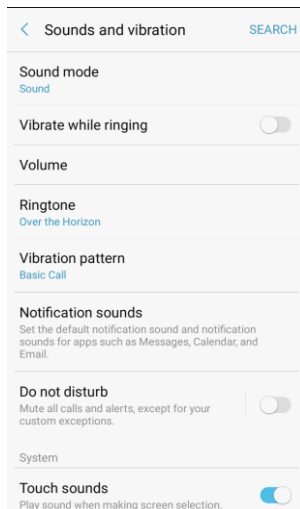 Sounds and vibration SEARCH
Sound mode
Sound
Vibrate while ringing
Volume
Ringtone
Over the Horizon
Vibration pattern
Basic Call
Notification sounds
Set the default notification sound and notification
sounds for apps such as Messages, Calendar, and
Email.
Do not disturb
Mute all calls and alerts, except for your
custom exceptions.
System
Touch sounds
Play sound when making screen selection.